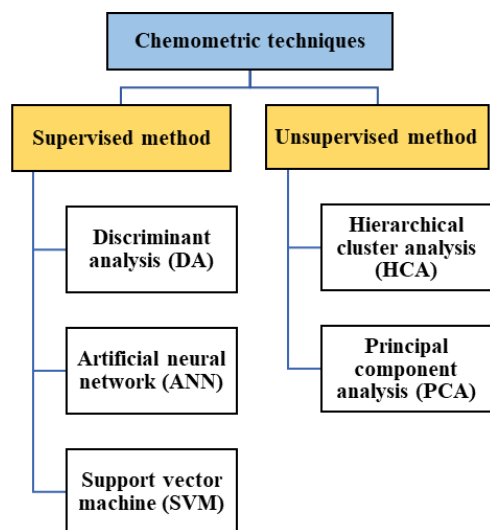 Chemometric techniques
Supervised method
Unsupervised method
Discriminant
analysis (DA)
Artificial neural
network (ANN)
Support vector
machine (SVM)
Hierarchical
cluster analysis
(HCA)
Principal
component
analysis (PCA)